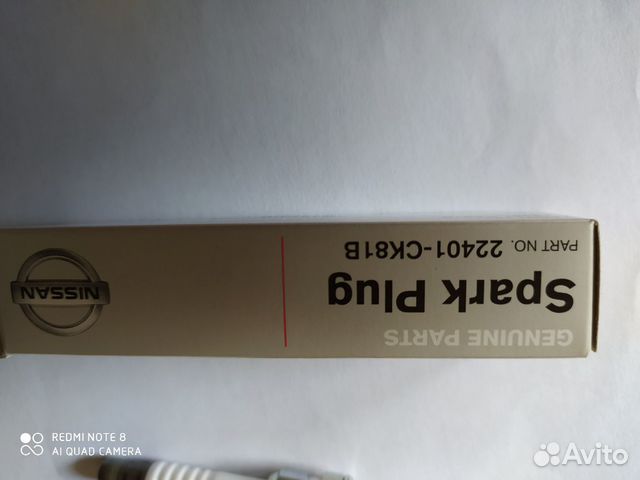 GENUINE PARTS
Spark Plug
PART NO. 22401-CK81B
NISSAN
REDMI NOTE 8
AI QUAD CAMERA
Avito